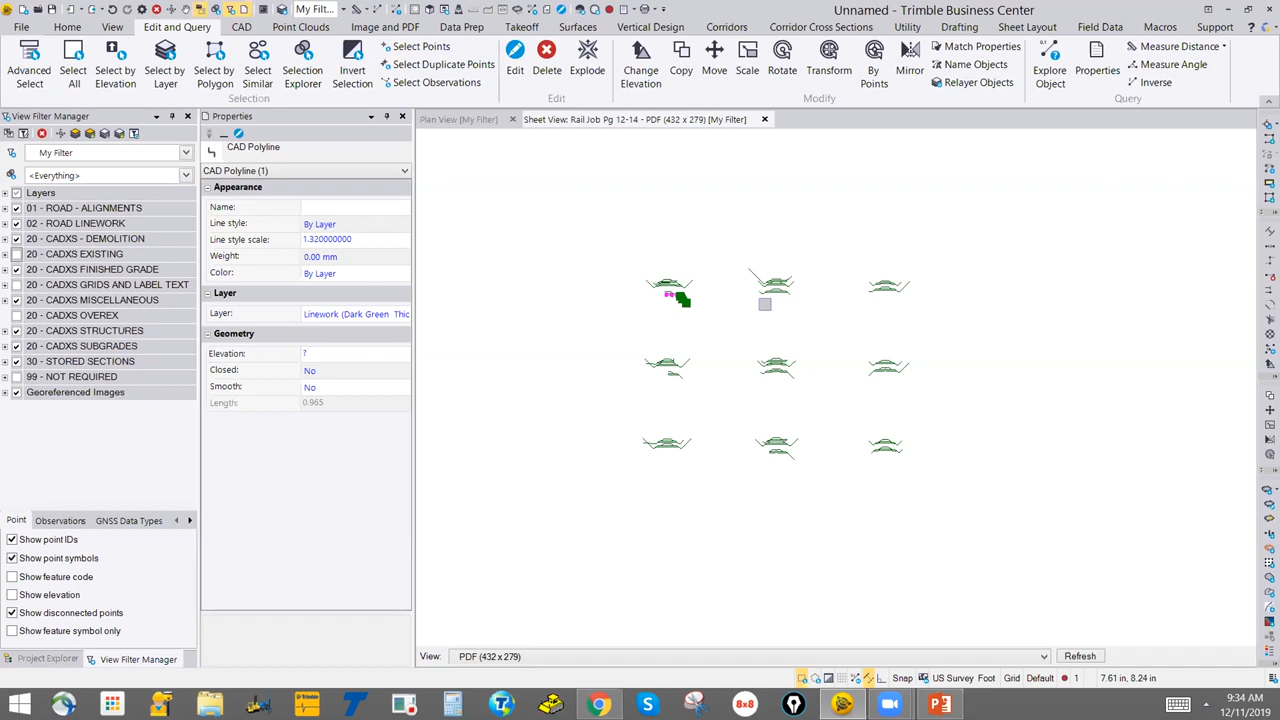 My Filter...
Unnamed - Trimble Business Center
File Home View Edit and Query CAD Point Clouds Image and PDF Data Prep Takeoff Surfaces Vertical Design Corridors Corridor Cross Sections Utility Drafting Sheet Layout Field Data Macros Support
Advanced Select
Select All
Select by Elevation
Select by Layer
Select by Polygon
Select Similar
Selection Explorer
Invert Selection
Select Points
Select Duplicate Points
Select Observations
Edit
Delete
Explode
Change Elevation
Copy
Move
Scale
Rotate
Transform
By Points
Mirror
Match Properties
Name Objects
Relayer Objects
Explore Object
Properties
Measure Distance
Measure Angle
Inverse
Selection Edit Modify Query
View Filter Manager
My Filter
<Everything>
Layers
01 - ROAD - ALIGNMENTS
02 - ROAD LINEWORK
20 - CADXS - DEMOLITION
20 - CADXS EXISTING
20 - CADXS FINISHED GRADE
20 - CADXS GRIDS AND LABEL TEXT
20 - CADXS MISCELLANEOUS
20 - CADXS OVEREX
20 - CADXS STRUCTURES
20 - CADXS SUBGRADES
30 - STORED SECTIONS
99 - NOT REQUIRED
Georeferenced Images
Point Observations GNSS Data Types
Show point IDs
Show point symbols
Show feature code
Show elevation
Show disconnected points
Show feature symbol only
Project Explorer View Filter Manager
Properties
CAD Polyline
CAD Polyline (1)
Appearance
Name:
Line style: By Layer
Line style scale: 1.320000000
Weight: 0.00 mm
Color: By Layer
Layer
Layer: Linework (Dark Green Thic
Geometry
Elevation: ?
Closed: No
Smooth: No
Length: 0.965
Plan View [My Filter]
Sheet View: Rail Job Pg 12-14 - PDF (432 x 279) [My Filter]
View: PDF (432 x 279) Refresh
Snap US Survey Foot Grid Default 1 7.61 in, 8.24 in
8x8
9:34 AM
12/11/2019